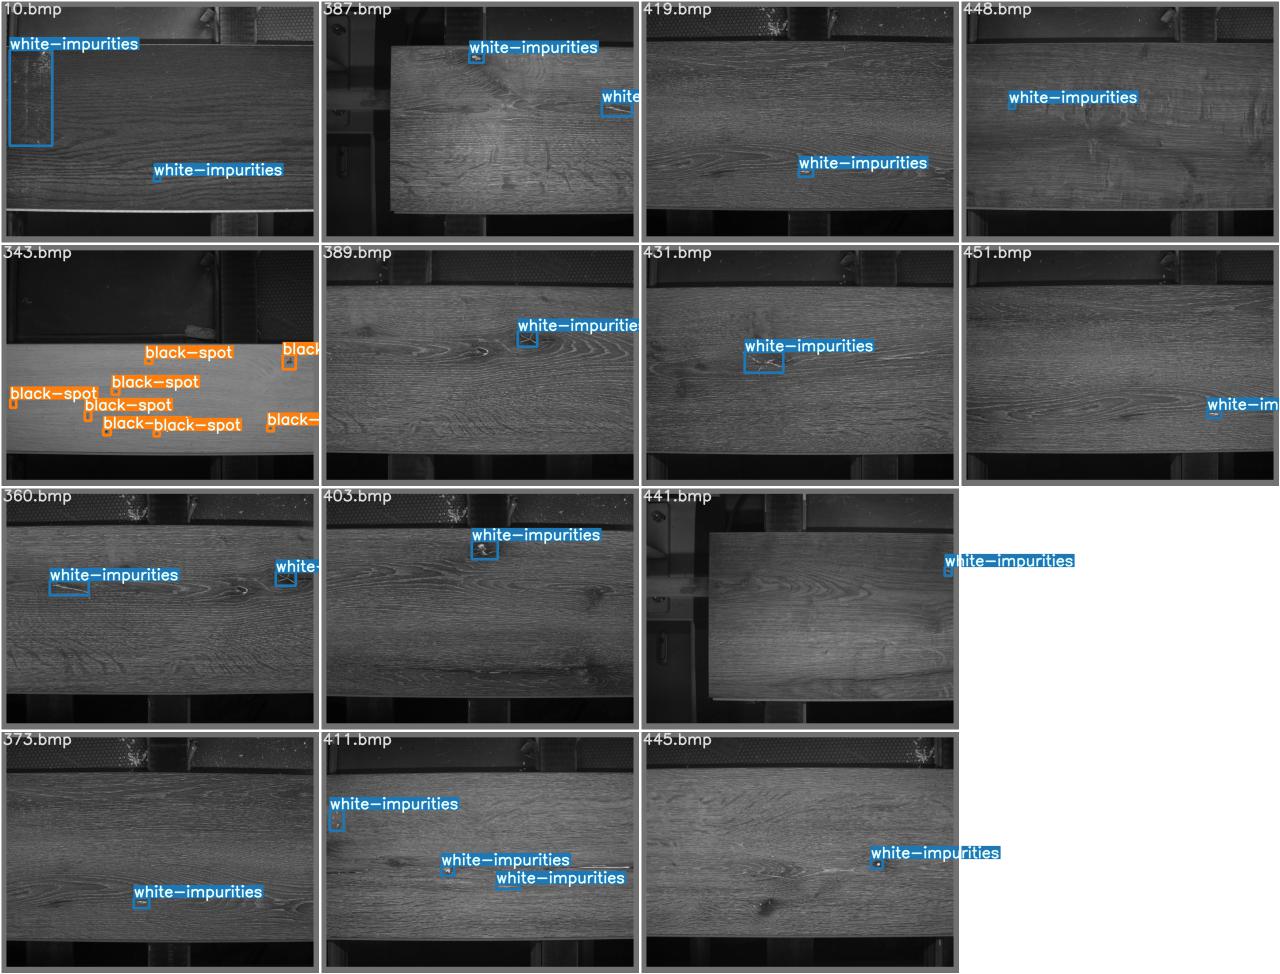 10.bmp
white-impurities
white-impurities
387.bmp
white-impurities
white
419.bmp
white-impurities
448.bmp
white-impurities
343.bmp
black-spot
black
black-spot
black-spot
black-spot
black-
black-spot
black-
389.bmp
white-impuritie
431.bmp
white-impurities
451.bmp
white-im
360.bmp
white-impurities
white-
403.bmp
white-impurities
441.bmp
white-impurities
373.bmp
white-impurities
411.bmp
white-impurities
white-impurities
white-impurities
445.bmp
white-impurities